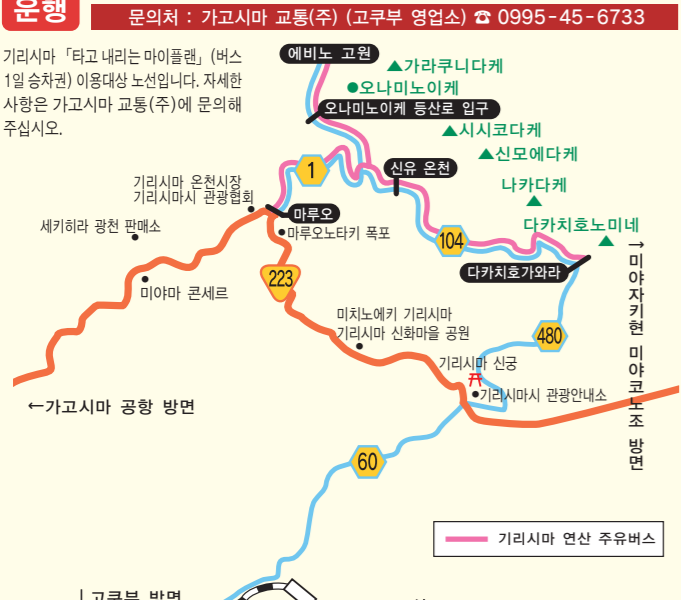 운행
문의처 : 가고시마 교통(주) (고쿠부 영업소) ☎ 0995-45-6733
기리시마 「타고 내리는 마이플랜」(버스
1일 승차권) 이용대상 노선입니다. 자세한
사항은 가고시마 교통(주)에 문의해
주십시오.
에비노 고원
▲가라쿠니다케
●오나미노이케
오나미노이케 등산로 입구
▲시시코다케
▲신모에다케
신유 온천
나카다케
▲
다카치호노미네
▲
1
기리시마 온천시장
기리시마시 관광협회
마루오
마루오노타키 폭포
세키히라 광천 판매소
104
다카치호가와라
223
미야마 콘세르
→미야자키현 미야코노조 방면
미치노에키 기리시마
기리시마 신화마을 공원
480
기리시마 신궁
기리시마시 관광안내소
←가고시마 공항 방면
60
기리시마 연산 주유버스
고쿠부 방면